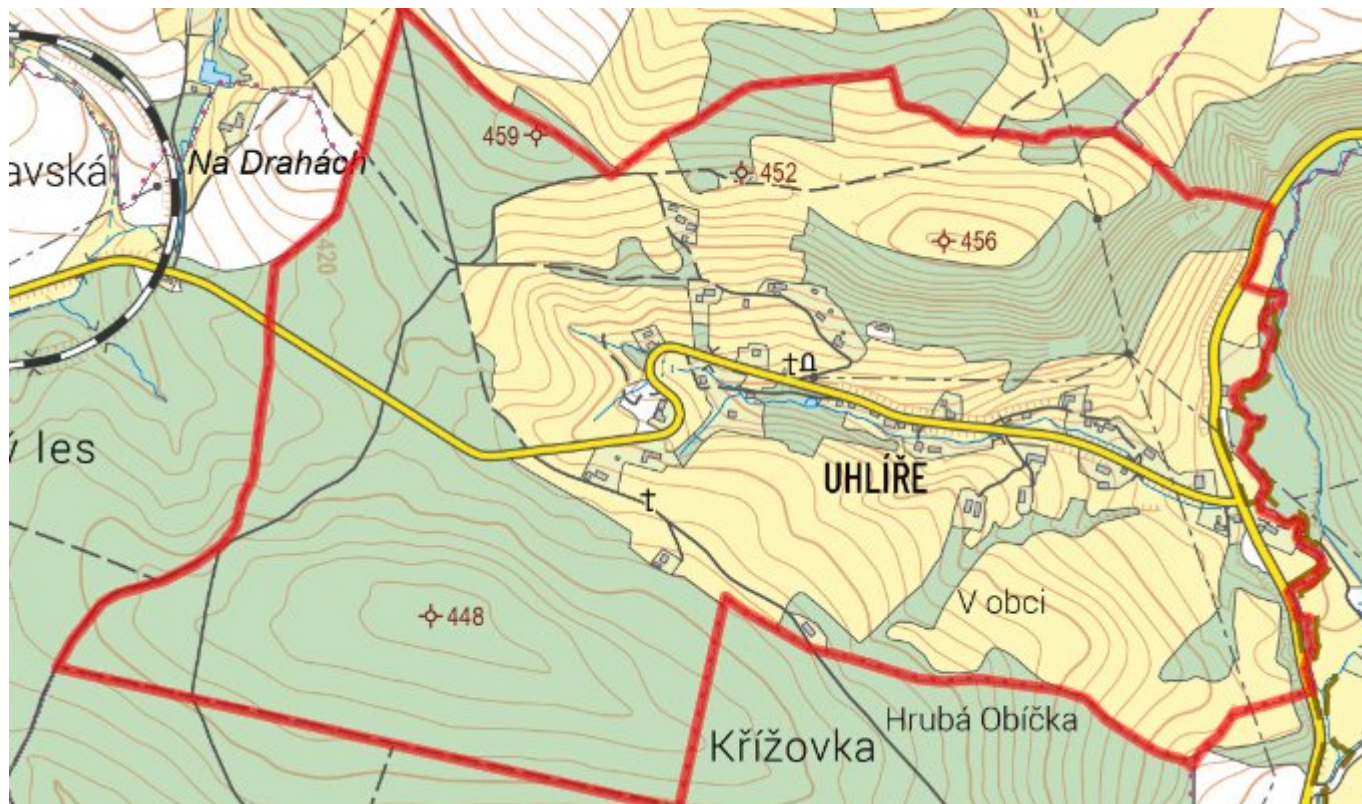 459
452
avská
Na Drahách
456
420
UHLÍŘE
ý les
V obci
448
Hrubá Obíčka
Křížovka